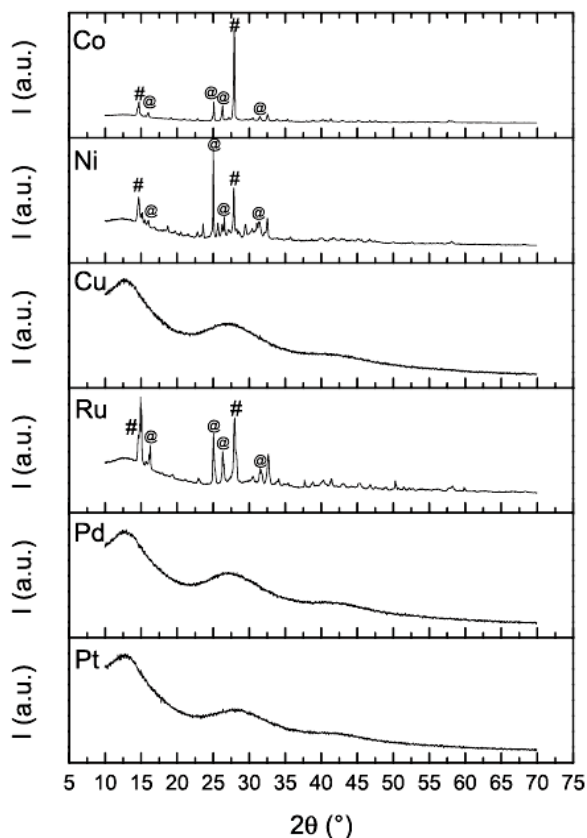 Co
I (a.u.)
# @ @ @ # @
Ni
I (a.u.)
# @ @ @ # @
Cu
I (a.u.)
Ru
I (a.u.)
# @ @ @ # @
Pd
I (a.u.)
Pt
I (a.u.)
5 10 15 20 25 30 35 40 45 50 55 60 65 70 75
2θ (°)